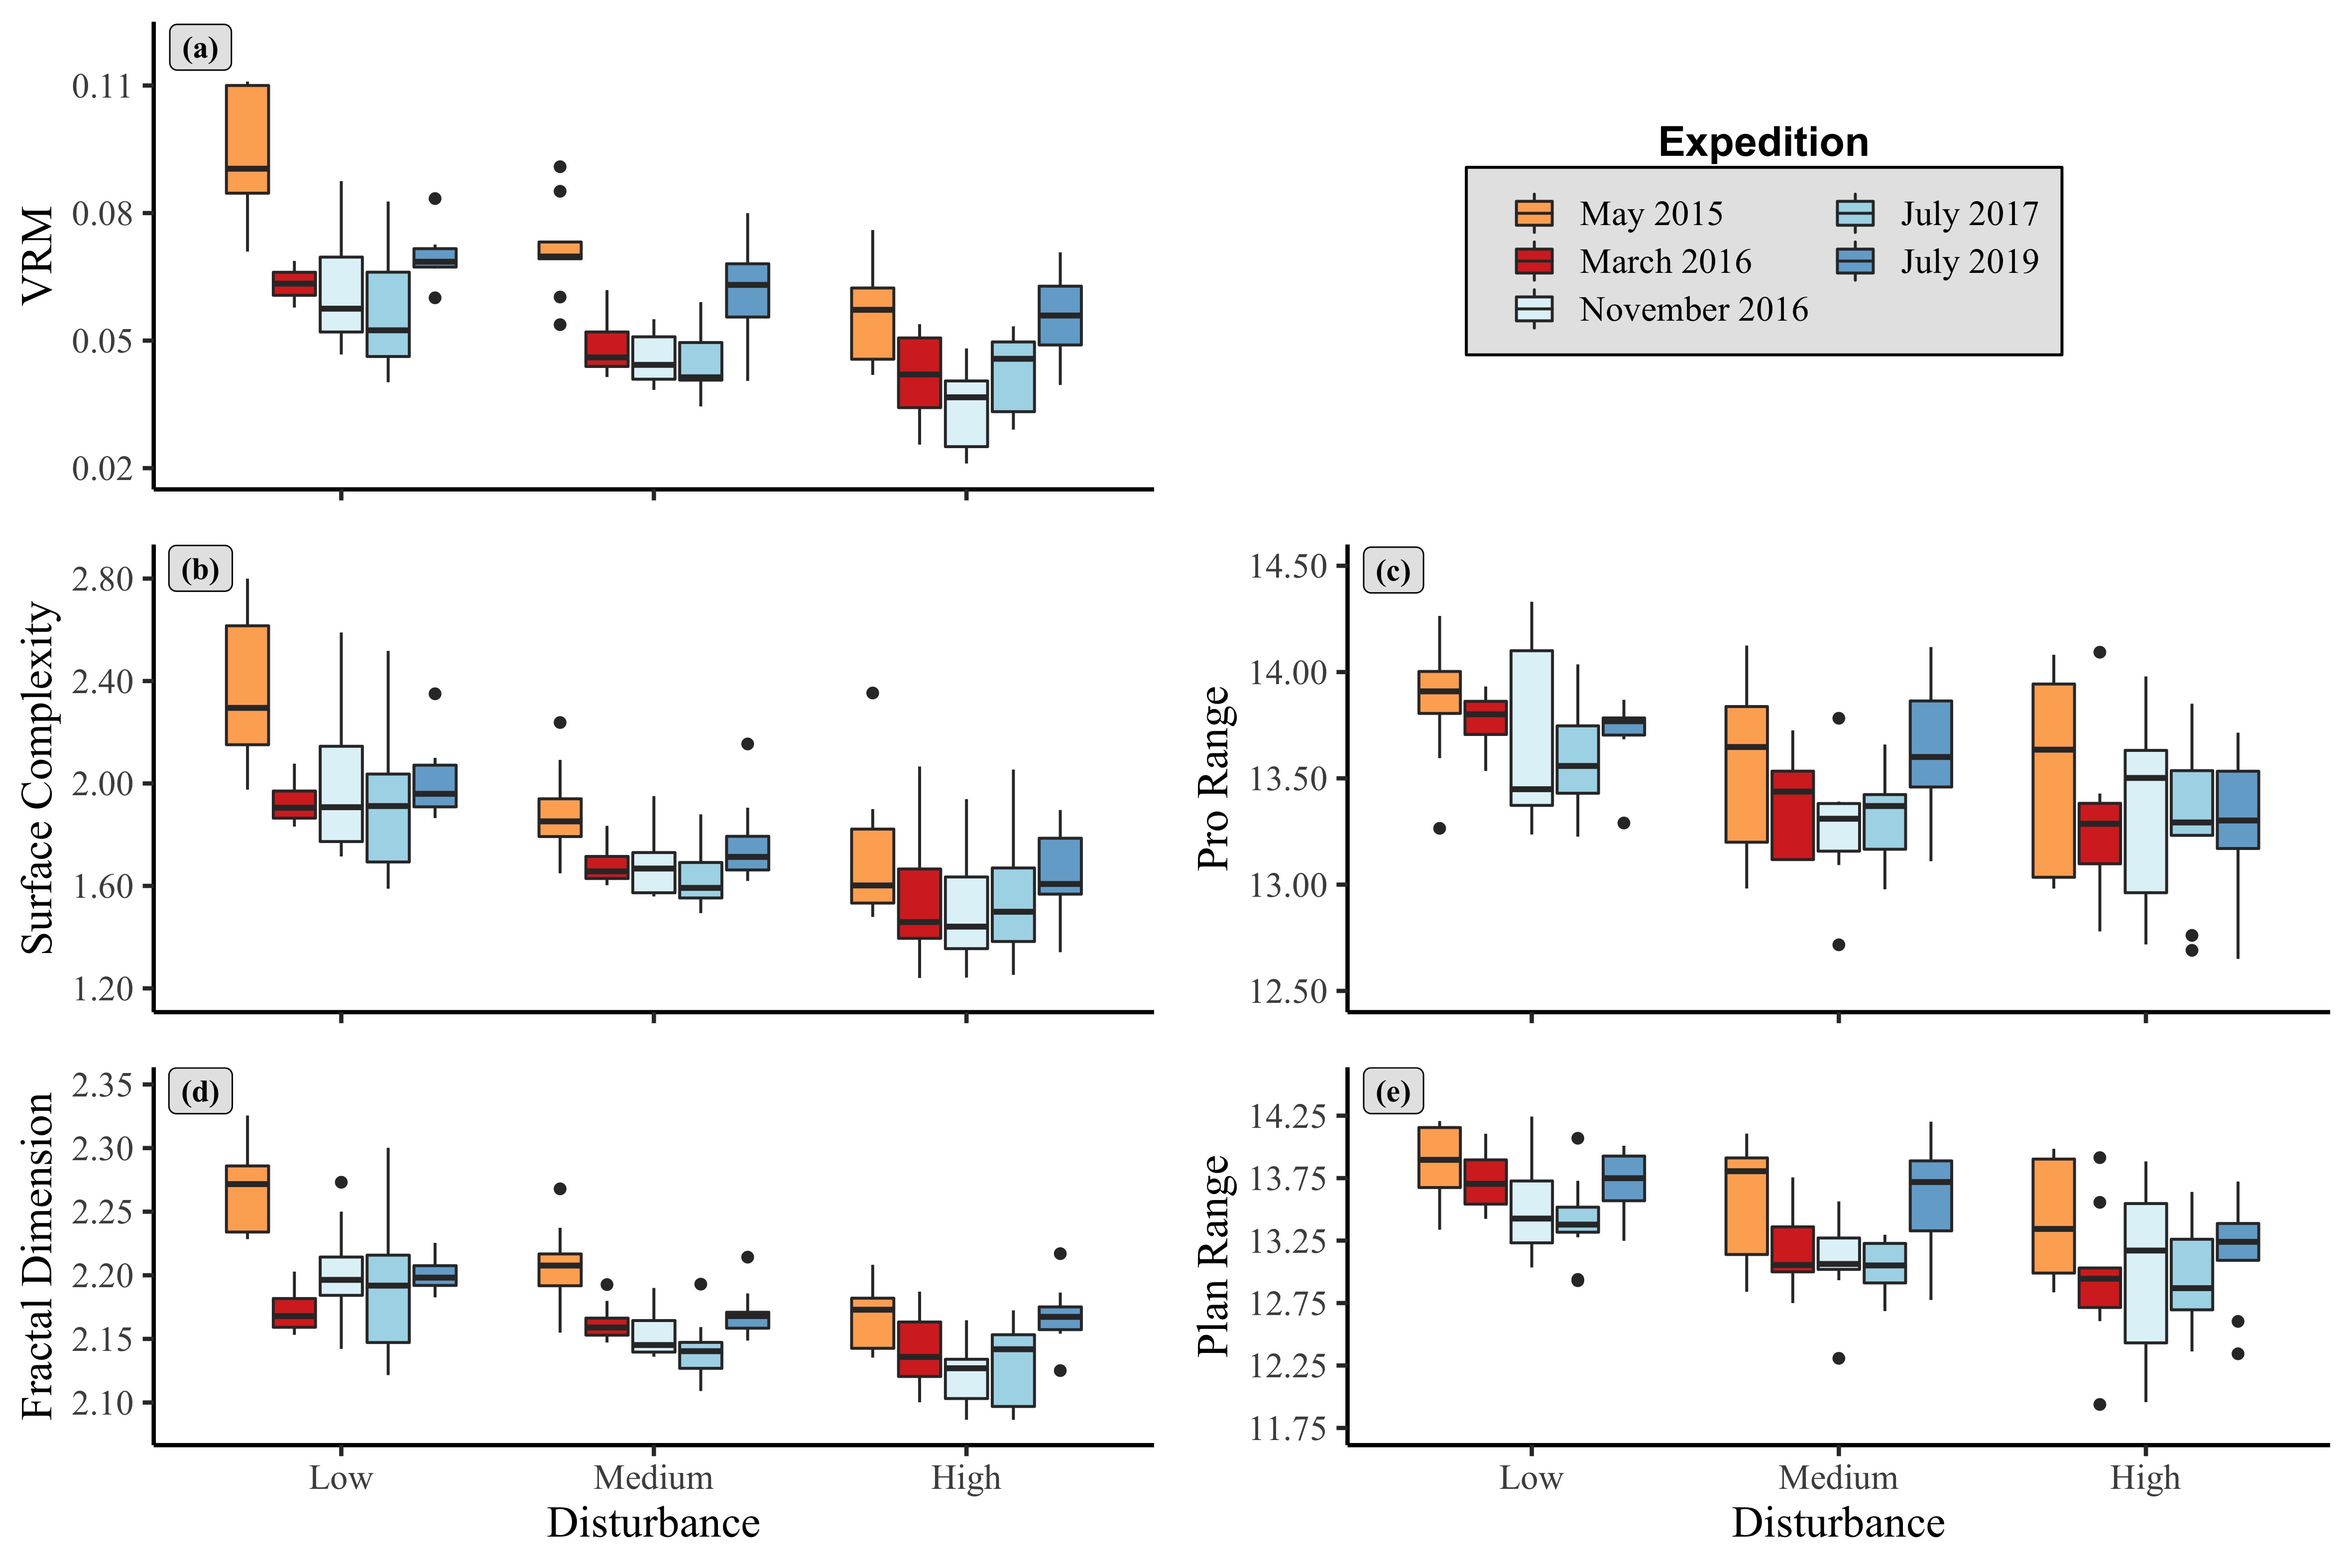 (a)
VRM
0.11
0.08
0.05
0.02
Expedition
May 2015
March 2016
November 2016
July 2017
July 2019
(b)
Surface Complexity
2.80
2.40
2.00
1.60
1.20
(c)
Pro Range
14.50
14.00
13.50
13.00
12.50
(d)
Fractal Dimension
2.35
2.30
2.25
2.20
2.15
2.10
Low Medium High
Disturbance
(e)
Plan Range
14.25
13.75
13.25
12.75
12.25
11.75
Low Medium High
Disturbance